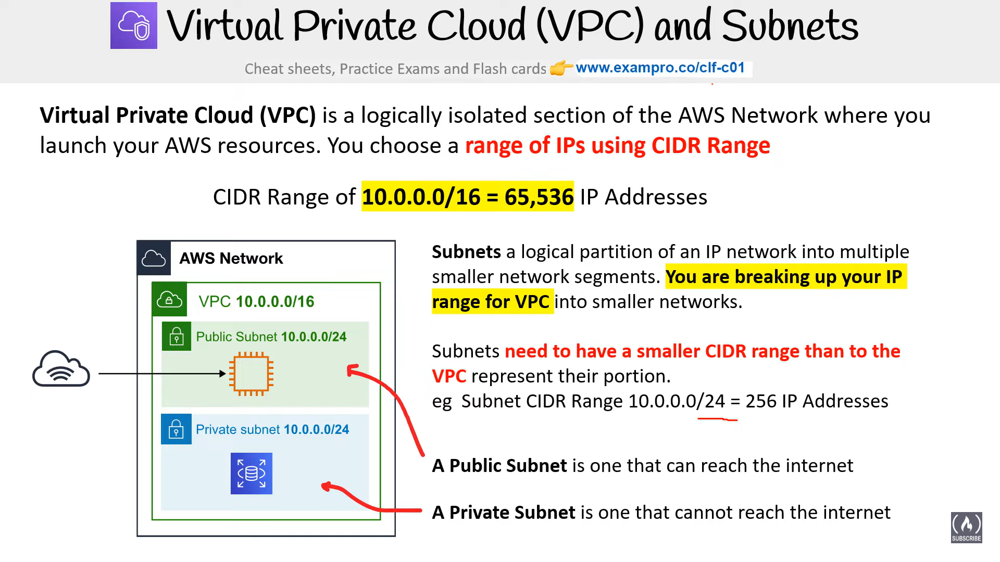 Virtual Private Cloud (VPC) and Subnets
Cheat sheets, Practice Exams and Flash cards www.exampro.co/clf-c01
Virtual Private Cloud (VPC) is a logically isolated section of the AWS Network where you
launch your AWS resources. You choose a range of IPs using CIDR Range
CIDR Range of 10.0.0.0/16 = 65,536 IP Addresses
AWS Network
VPC 10.0.0.0/16
Public Subnet 10.0.0.0/24
Private subnet 10.0.0.0/24
Subnets a logical partition of an IP network into multiple
smaller network segments. You are breaking up your IP
range for VPC into smaller networks.
Subnets need to have a smaller CIDR range than to the
VPC represent their portion.
eg Subnet CIDR Range 10.0.0.0/24 = 256 IP Addresses
A Public Subnet is one that can reach the internet
A Private Subnet is one that cannot reach the internet
SUBSCRIBE